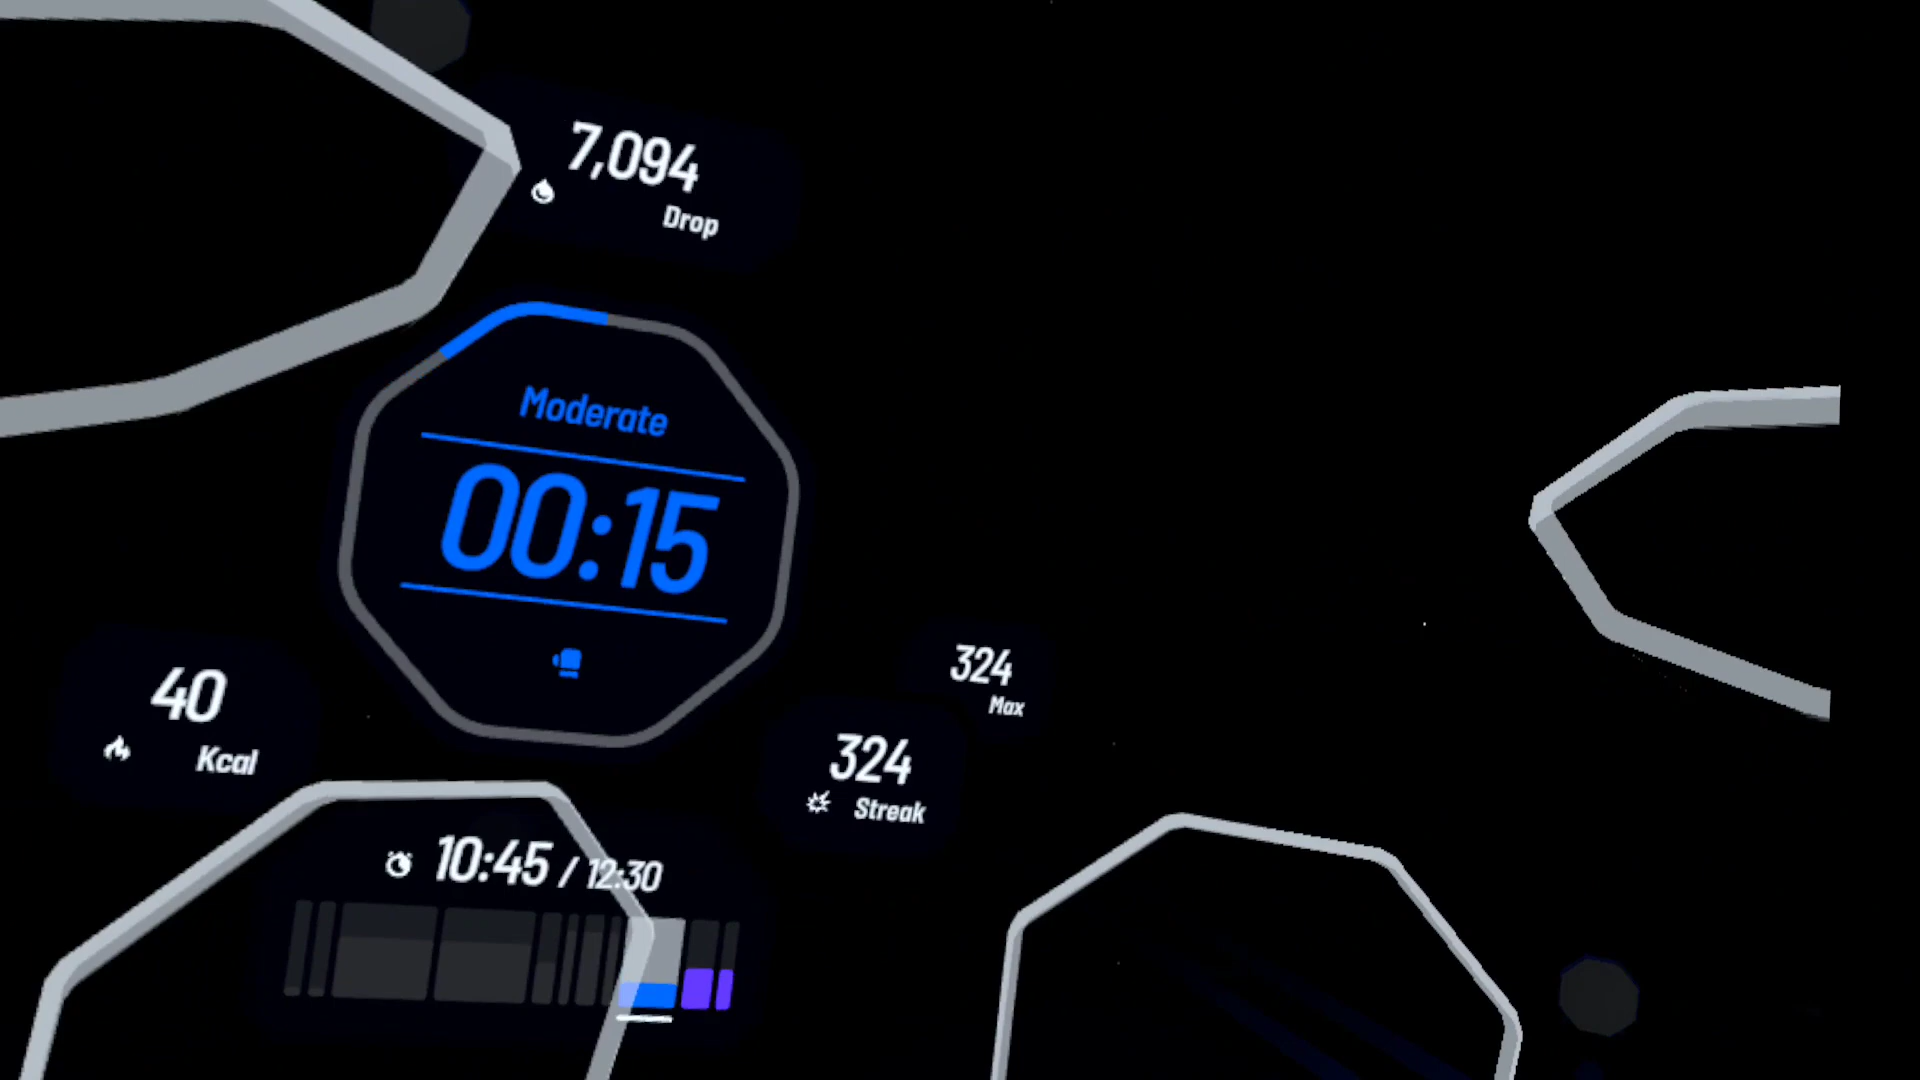 7,094
Drop
Moderate
00:15
40
Kcal
324
Max
324
Streak
10:45 / 12:30